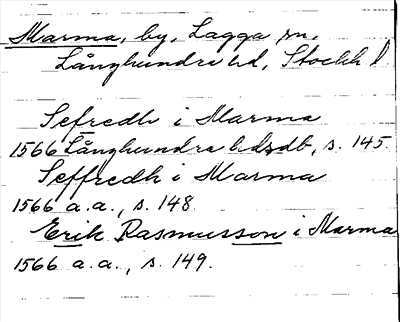 Marma, by, Lagga sn.
Långhundra hd, Stockh l
Sefredh i Marma
1566 Långhundra hdsdb, s. 145.
Seffredh i Marma
1566 a.a., s. 148.
Erik Rasmusson i Marma
1566 a.a., s. 149.